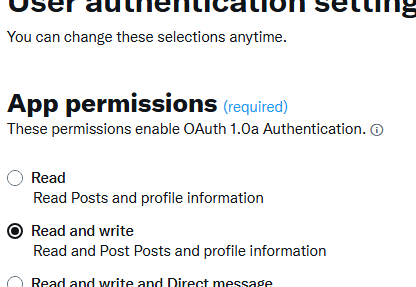 User authentication setting
You can change these selections anytime.
App permissions (required)
These permissions enable OAuth 1.0a Authentication.
Read
Read Posts and profile information
Read and write
Read and Post Posts and profile information
Read and write and Direct message